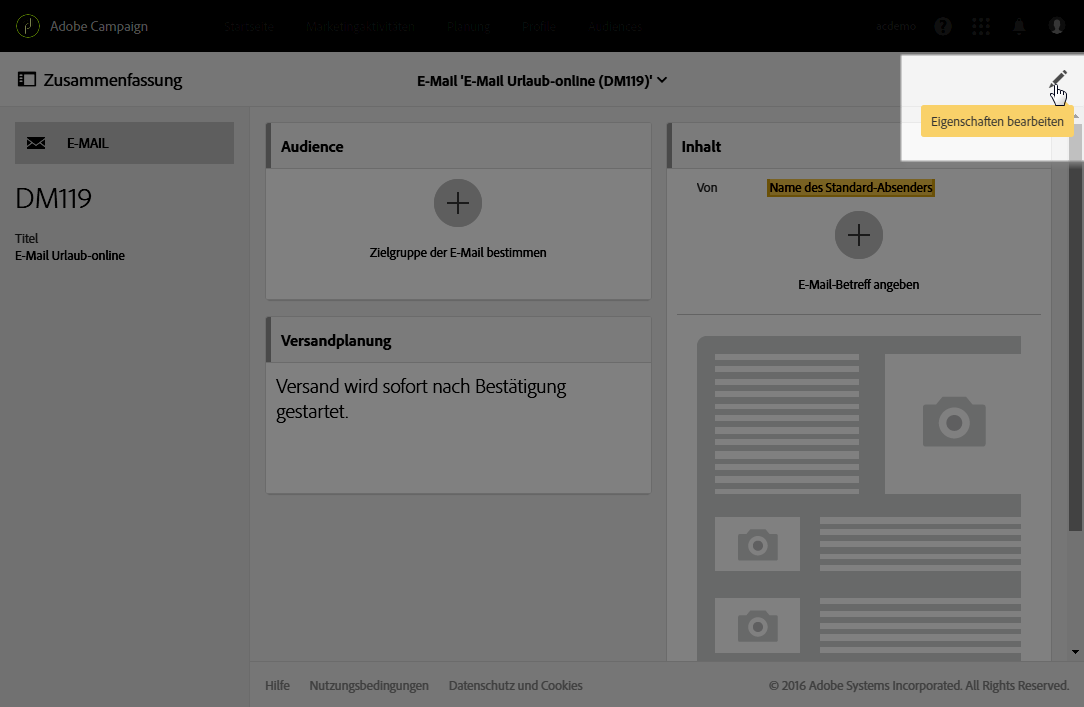 Adobe Campaign
Startseite Marketingaktivitäten Planung Profile Audiences
acdemo
Zusammenfassung
E-Mail 'E-Mail Urlaub-online (DM119)'
Eigenschaften bearbeiten
E-MAIL
DM119
Titel
E-Mail Urlaub-online
Audience
Zielgruppe der E-Mail bestimmen
Versandplanung
Versand wird sofort nach Bestätigung
gestartet.
Inhalt
Von Name des Standard-Absenders
E-Mail-Betreff angeben
Hilfe Nutzungsbedingungen Datenschutz und Cookies
© 2016 Adobe Systems Incorporated. All Rights Reserved.